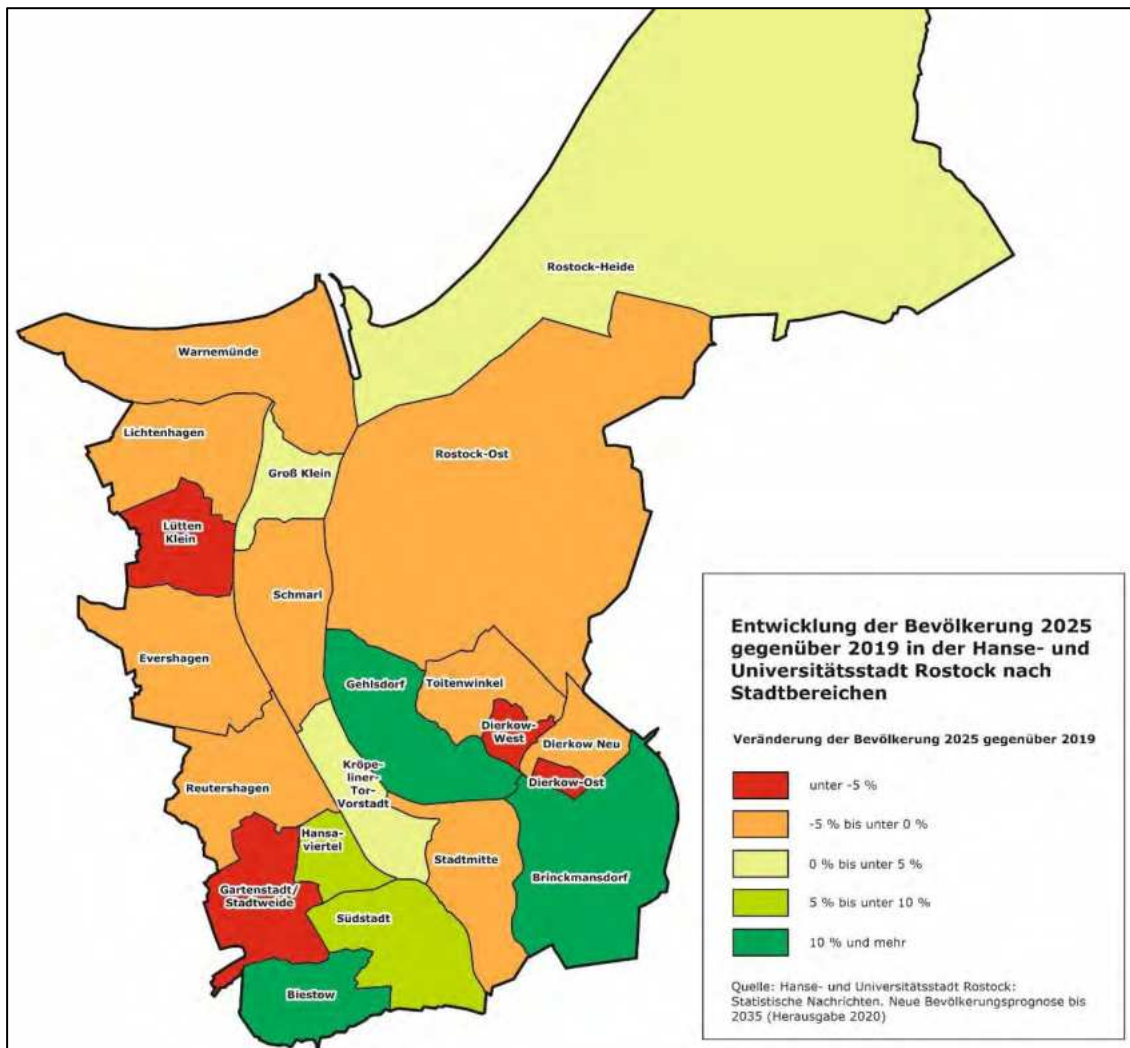 Rostock-Heide
Warnemünde
Lichtenhagen
Rostock-Ost
Groß Klein
Lütten
Klein
Schmarl
Evershagen
Gehlsdorf
Toitenwinkel
Dierkow-
West
Dierkow Neu
Dierkow-Ost
Kröpe-
liner-
Tor-
Vorstadt
Reutershagen
Hansa-
viertel
Stadtmitte
Brinckmansdorf
Gartenstadt/
Stadtweide
Südstadt
Biestow
Entwicklung der Bevölkerung 2025
gegenüber 2019 in der Hanse- und
Universitätsstadt Rostock nach
Stadtbereichen
Veränderung der Bevölkerung 2025 gegenüber 2019
unter -5 %
-5 % bis unter 0 %
0 % bis unter 5 %
5 % bis unter 10 %
10 % und mehr
Quelle: Hanse- und Universitätsstadt Rostock:
Statistische Nachrichten. Neue Bevölkerungsprognose bis
2035 (Herausgabe 2020)